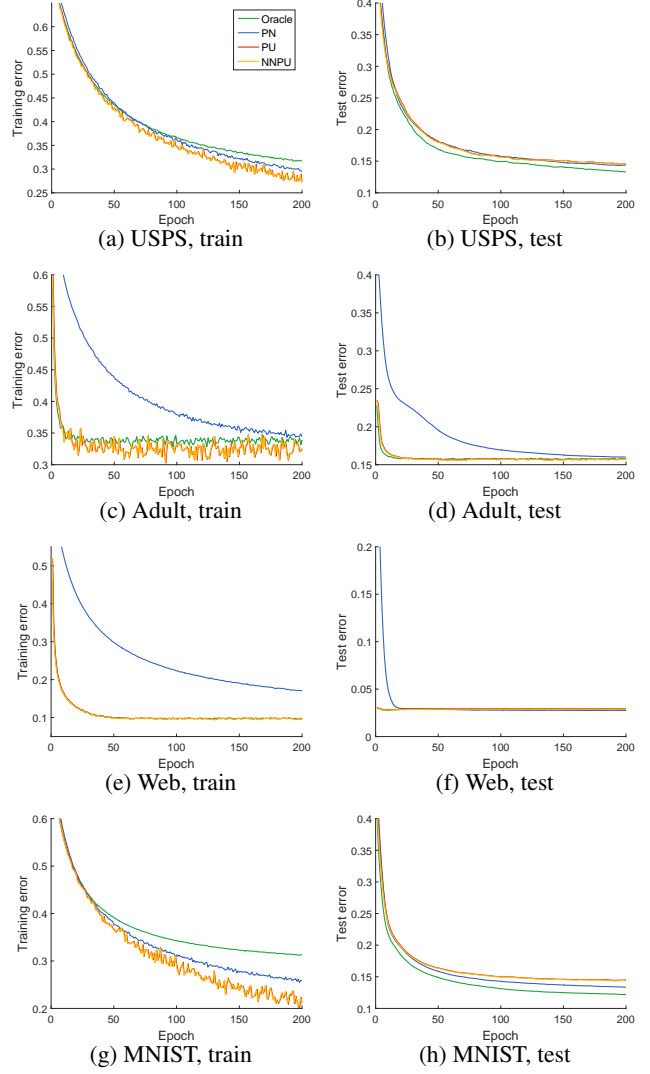 Training error
0.6
0.55
0.5
0.45
0.4
0.35
0.3
0.25
0 50 100 150 200
Epoch
Oracle
PN
PU
NNPU
(a) USPS, train
Test error
0.4
0.35
0.3
0.25
0.2
0.15
0.1
0 50 100 150 200
Epoch
(b) USPS, test
Training error
0.6
0.55
0.5
0.45
0.4
0.35
0.3
0 50 100 150 200
Epoch
(c) Adult, train
Test error
0.4
0.35
0.3
0.25
0.2
0.15
0 50 100 150 200
Epoch
(d) Adult, test
Training error
0.5
0.4
0.3
0.2
0.1
0 50 100 150 200
Epoch
(e) Web, train
Test error
0.2
0.15
0.1
0.05
0
0 50 100 150 200
Epoch
(f) Web, test
Training error
0.6
0.5
0.4
0.3
0.2
0 50 100 150 200
Epoch
(g) MNIST, train
Test error
0.4
0.35
0.3
0.25
0.2
0.15
0.1
0 50 100 150 200
Epoch
(h) MNIST, test